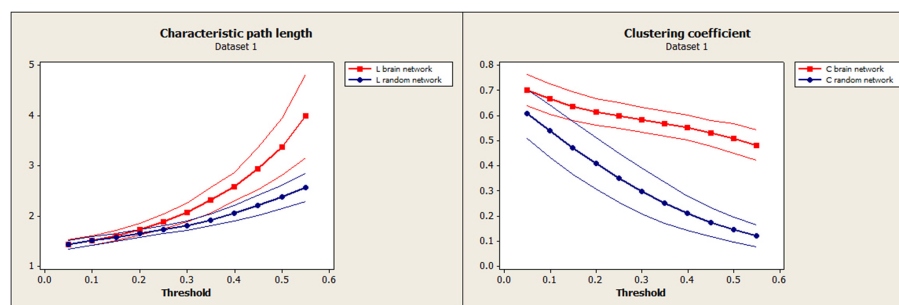 Characteristic path length
Dataset 1
L brain network
L random network
5
4
3
2
1
0.0 0.1 0.2 0.3 0.4 0.5 0.6
Threshold
Clustering coefficient
Dataset 1
C brain network
C random network
0.8
0.7
0.6
0.5
0.4
0.3
0.2
0.1
0.0
0.0 0.1 0.2 0.3 0.4 0.5 0.6
Threshold